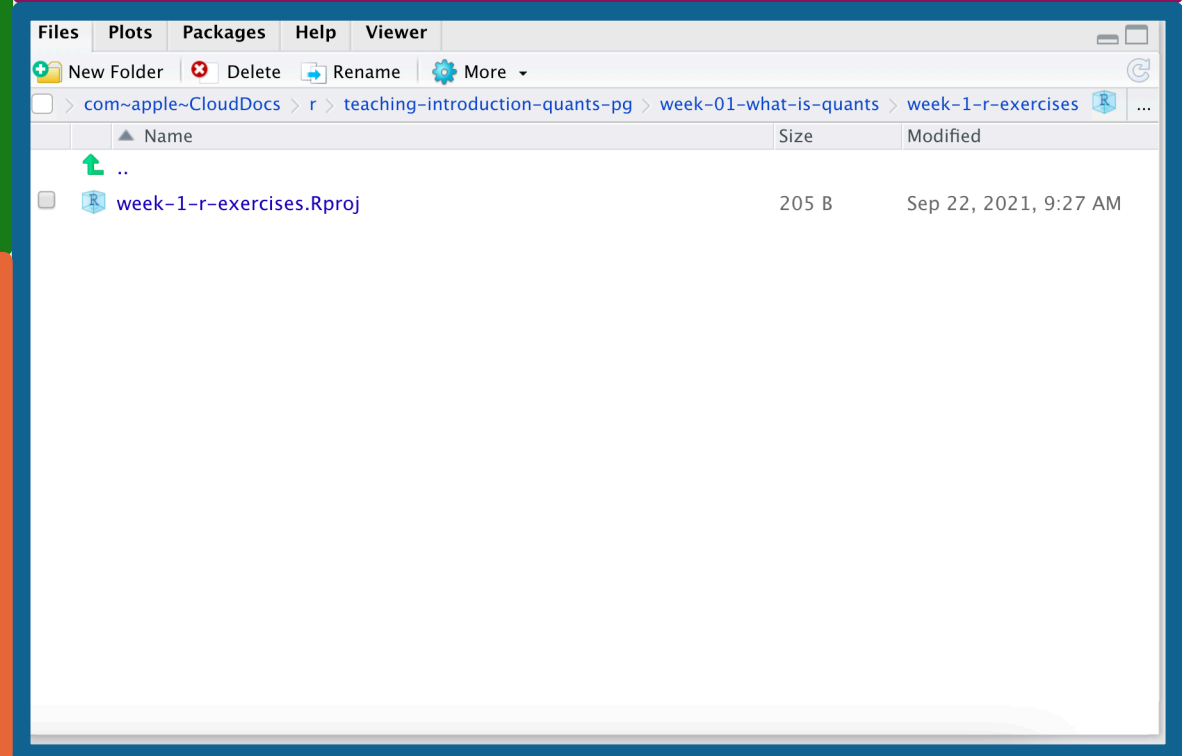 Files Plots Packages Help Viewer
New Folder Delete Rename More
com~apple~CloudDocs r teaching-introduction-quants-pg week-01-what-is-quants week-1-r-exercises R ...
Name Size Modified
..
R week-1-r-exercises.Rproj 205 B Sep 22, 2021, 9:27 AM